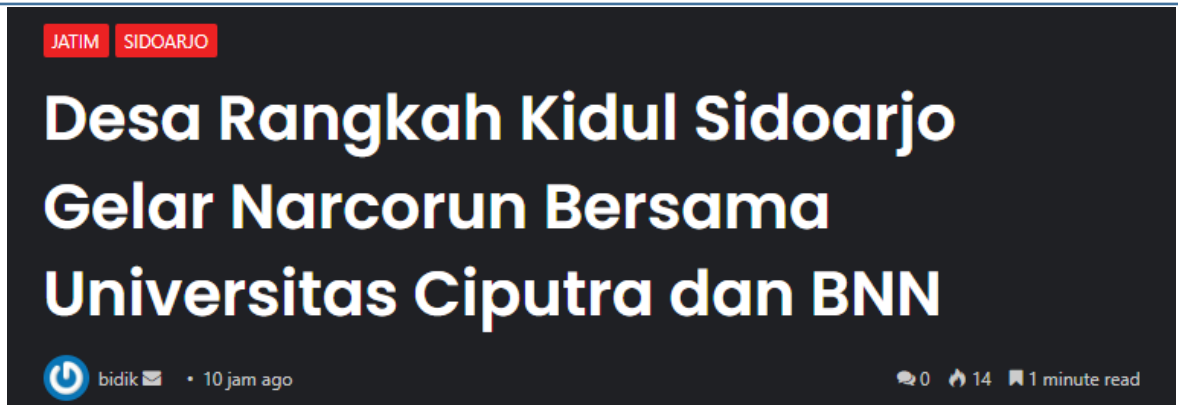 JATIM SIDOARJO
Desa Rangkah Kidul Sidoarjo
Gelar Narcorun Bersama
Universitas Ciputra dan BNN
bidik • 10 jam ago 0 14 1 minute read